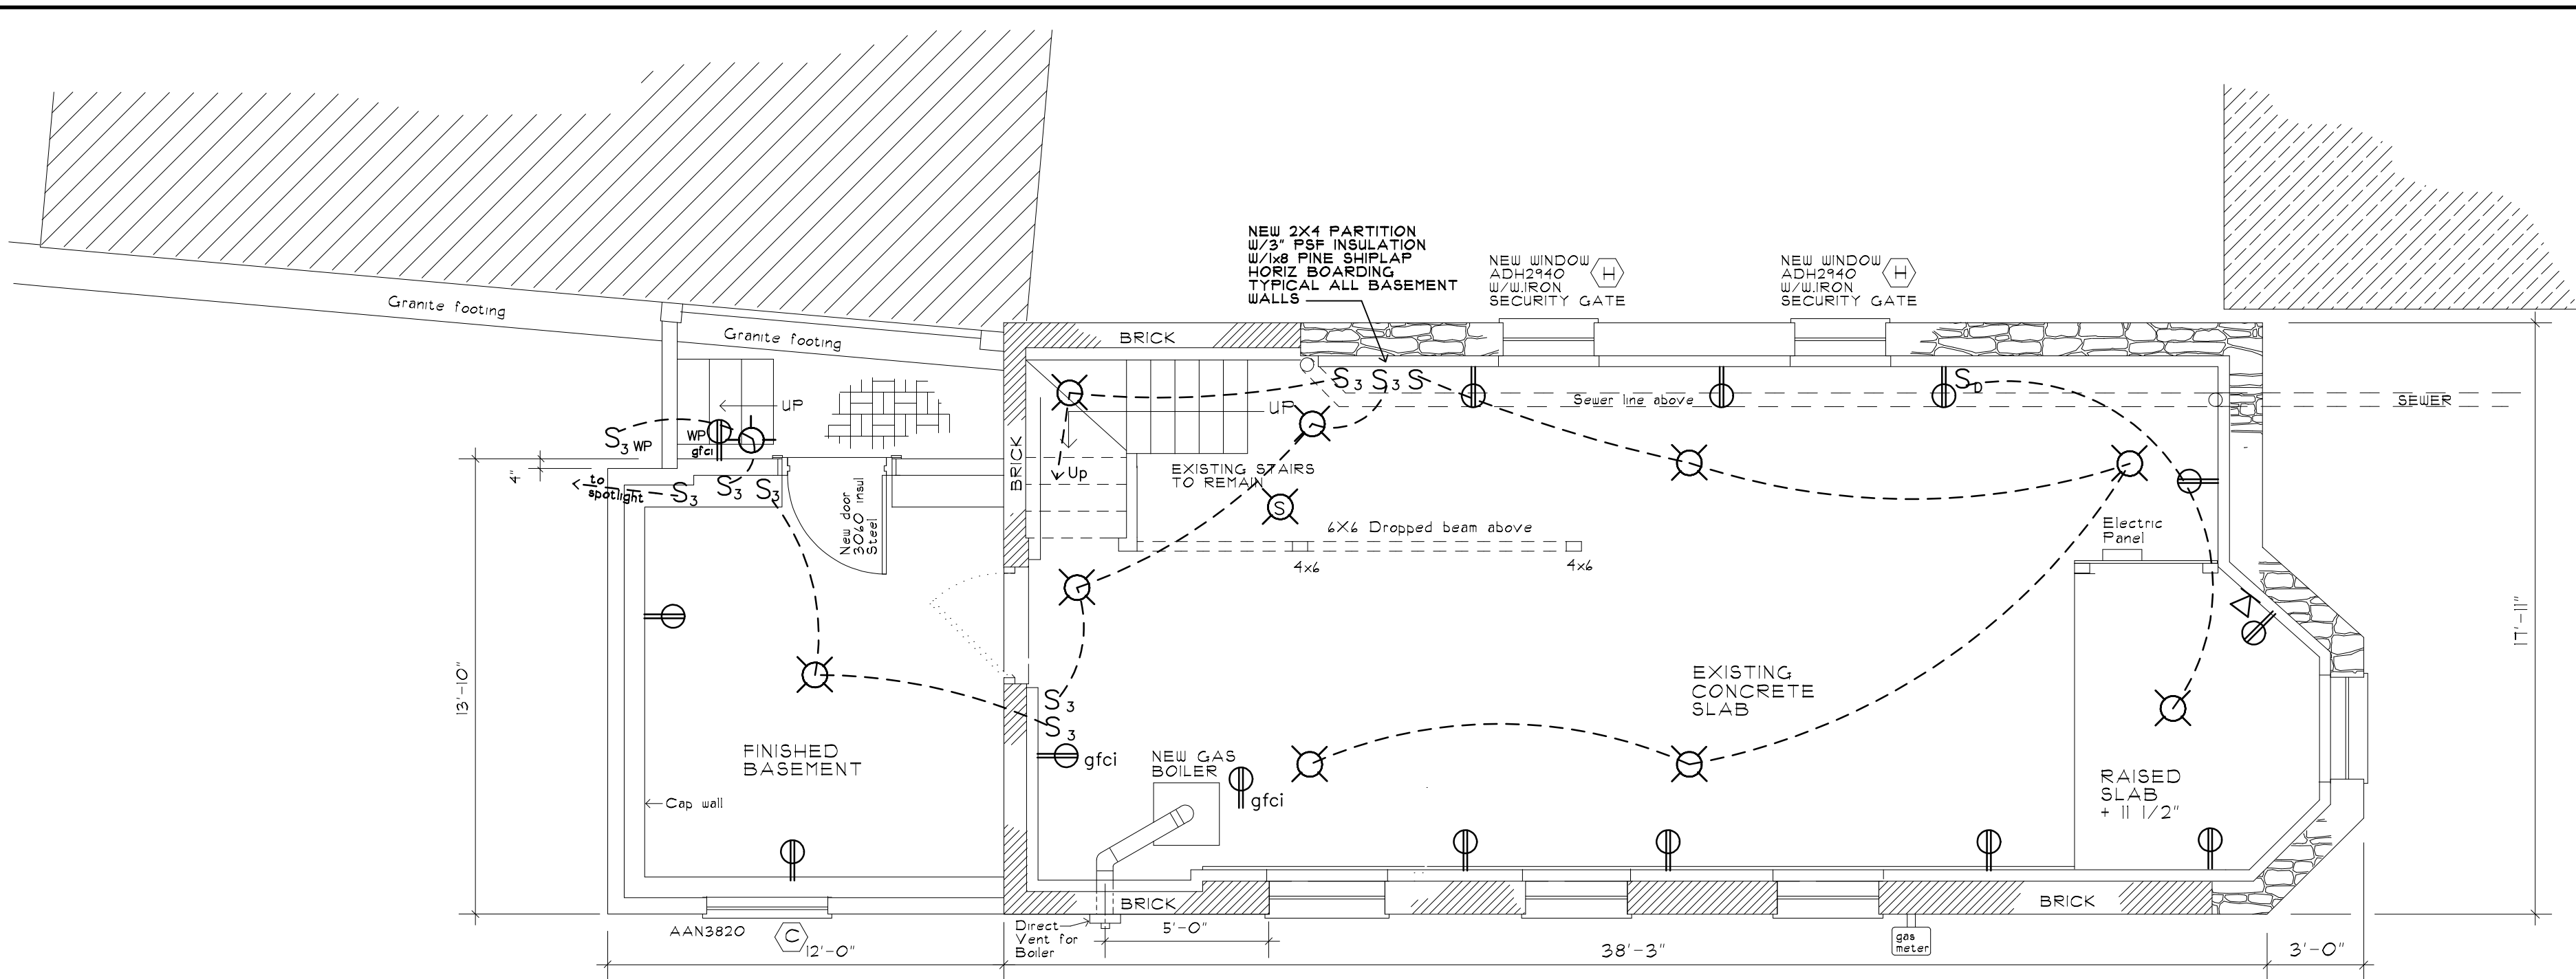 NEW 2X4 PARTITION
W/3" PSF INSULATION
W/1x8 PINE SHIPLAP
HORIZ BOARDING
TYPICAL ALL BASEMENT
WALLS
NEW WINDOW
ADH2940
W/W.IRON
SECURITY GATE
H
NEW WINDOW
ADH2940
W/W.IRON
SECURITY GATE
H
Granite footing
Granite footing
BRICK
BRICK
UP
S3 WP
WP
gfci
4"
to
spotlight
S3
S3
S3
New door
3060 insul
Steel
UP
Up
EXISTING STAIRS
TO REMAIN
S
S3 S3 S
Sewer line above
SD
SEWER
6X6 Dropped beam above
4x6
4x6
Electric
Panel
17'-11"
13'-10"
EXISTING
CONCRETE
SLAB
S3
S3
gfci
FINISHED
BASEMENT
Cap wall
NEW GAS
BOILER
gfci
RAISED
SLAB
+ 11 1/2"
BRICK
BRICK
AAN3820
C
12'-0"
Direct
Vent for
Boiler
5'-0"
38'-3"
gas
meter
3'-0"